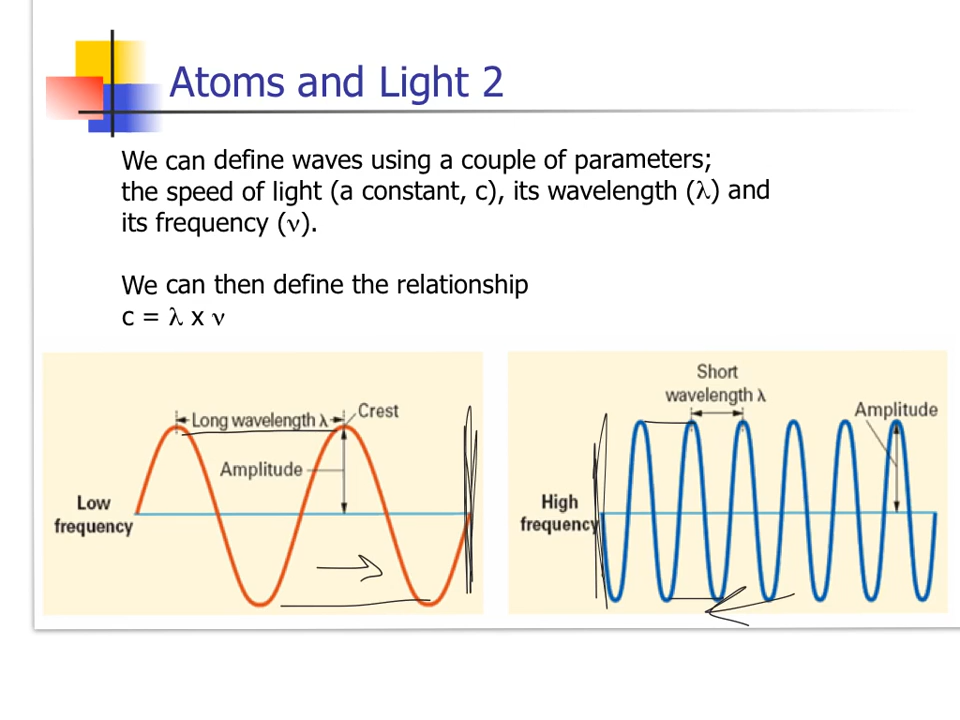 Atoms and Light 2
We can define waves using a couple of parameters;
the speed of light (a constant, c), its wavelength (λ) and
its frequency (ν).
We can then define the relationship
c = λ x ν
Long wavelength λ
Crest
Amplitude
Low
frequency
Short
wavelength λ
Amplitude
High
frequency